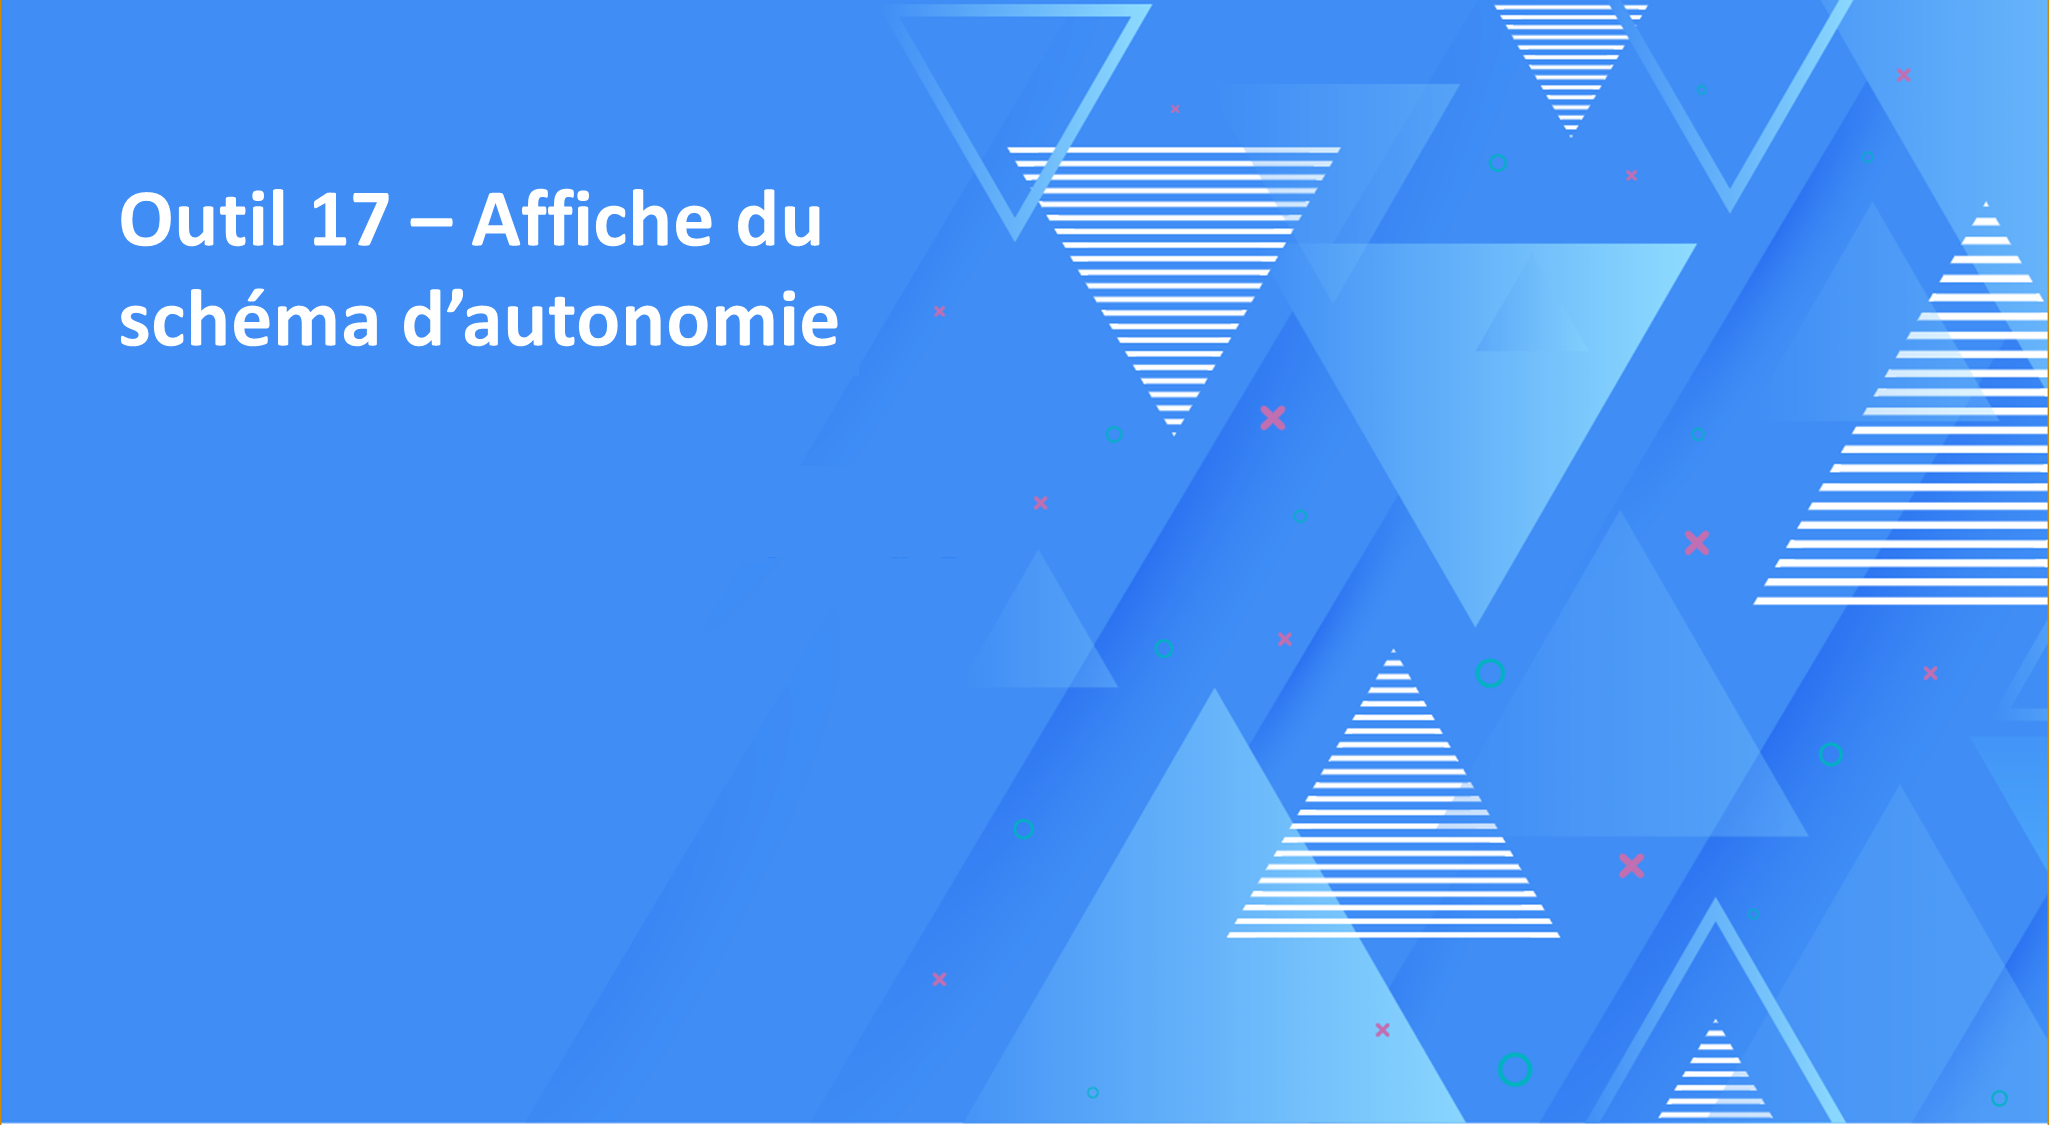 Outil 17 – Affiche du
schéma d’autonomie